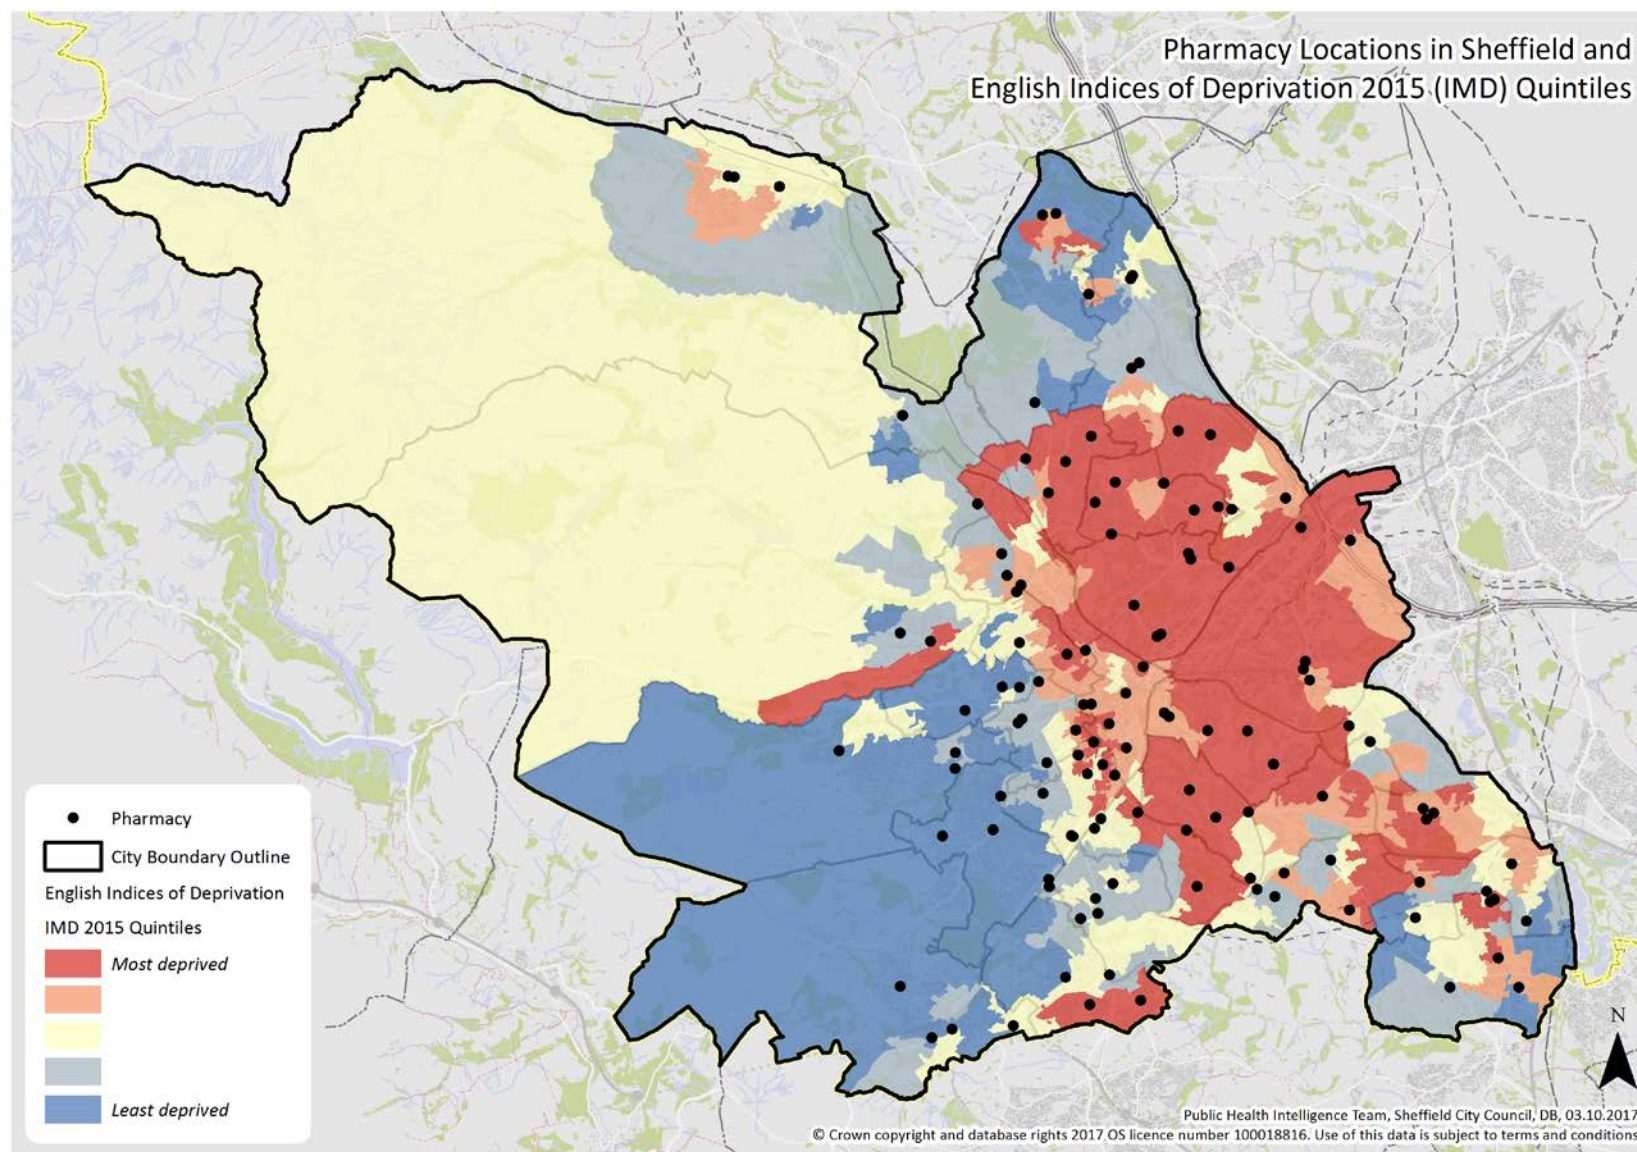 Pharmacy Locations in Sheffield and
English Indices of Deprivation 2015 (IMD) Quintiles
Pharmacy
City Boundary Outline
English Indices of Deprivation
IMD 2015 Quintiles
Most deprived
Least deprived
N
Public Health Intelligence Team, Sheffield City Council, DB, 03.10.2017
© Crown copyright and database rights 2017 OS licence number 100018816. Use of this data is subject to terms and conditions